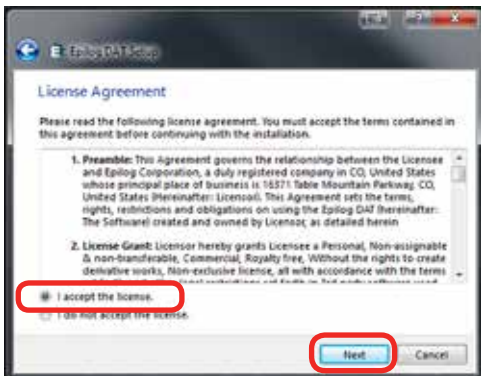 Epilog DAT Setup
License Agreement
Please read the following license agreement. You must accept the terms contained in
this agreement before continuing with the installation.
1. Preamble: This Agreement governs the relationship between the Licensee
and Epilog Corporation, a duly registered company in CO, United States
whose principal place of business is 16371 Table Mountain Parkway, CO,
United States (Hereinafter: Licensor). This Agreement sets the terms,
rights, restrictions and obligations on using the Epilog DAT (hereinafter:
The Software) created and owned by Licensor, as detailed herein
2. License Grant: Licensor hereby grants Licensee a Personal, Non-assignable
& non-transferable, Commercial, Royalty free, Without the rights to create
derivative works, Non-exclusive license, all with accordance with the terms
I accept the license.
I do not accept the license.
Next
Cancel